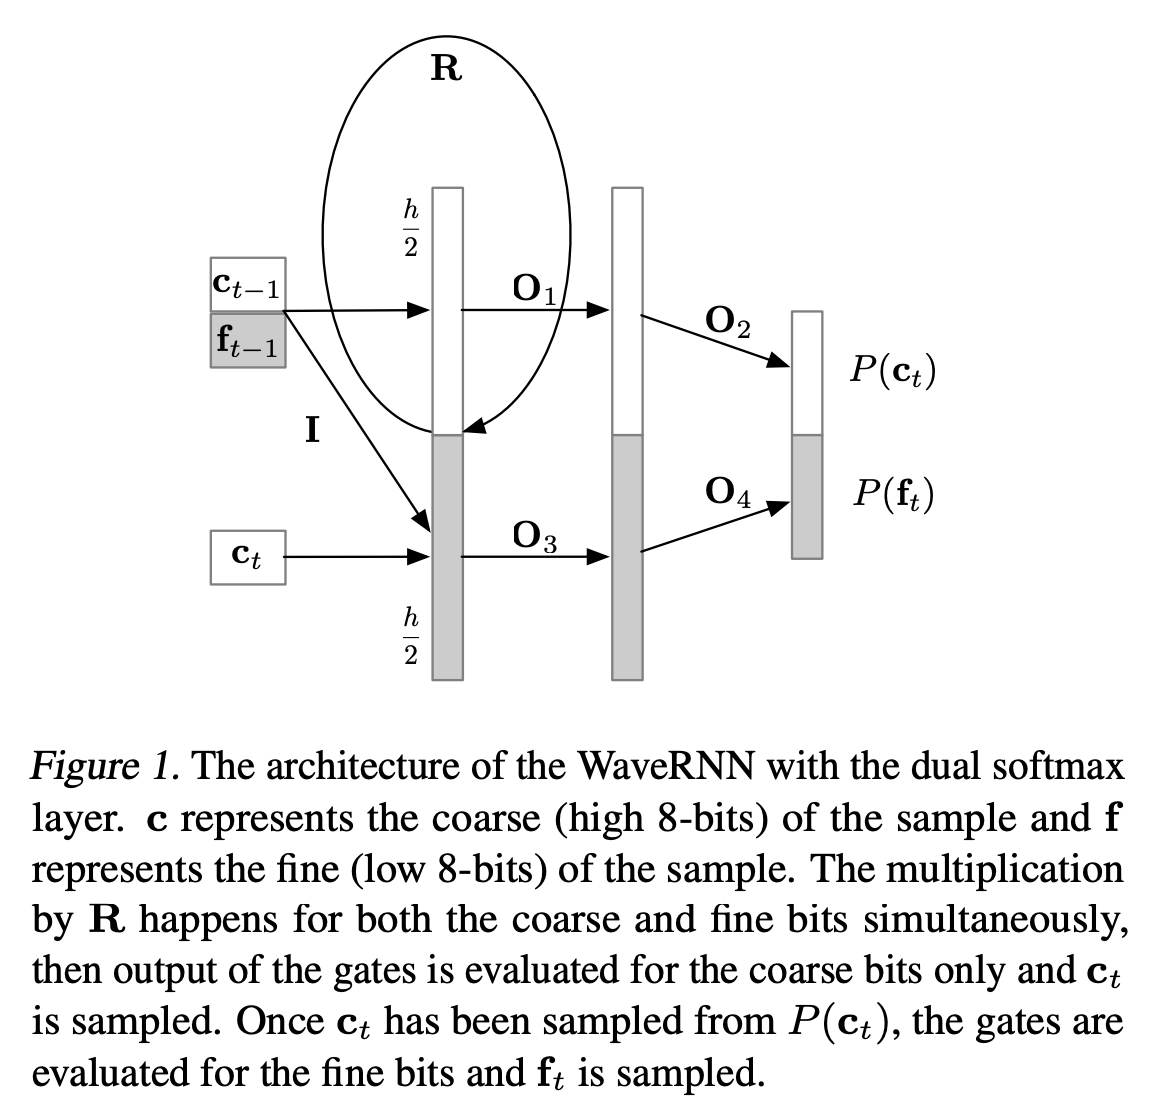 R
h
2
c_{t−1}
f_{t−1}
O_1
O_2
P(c_t)
I
O_4
P(f_t)
c_t
O_3
h
2
Figure 1. The architecture of the WaveRNN with the dual softmax
layer. c represents the coarse (high 8-bits) of the sample and f
represents the fine (low 8-bits) of the sample. The multiplication
by R happens for both the coarse and fine bits simultaneously,
then output of the gates is evaluated for the coarse bits only and c_t
is sampled. Once c_t has been sampled from P(c_t), the gates are
evaluated for the fine bits and f_t is sampled.